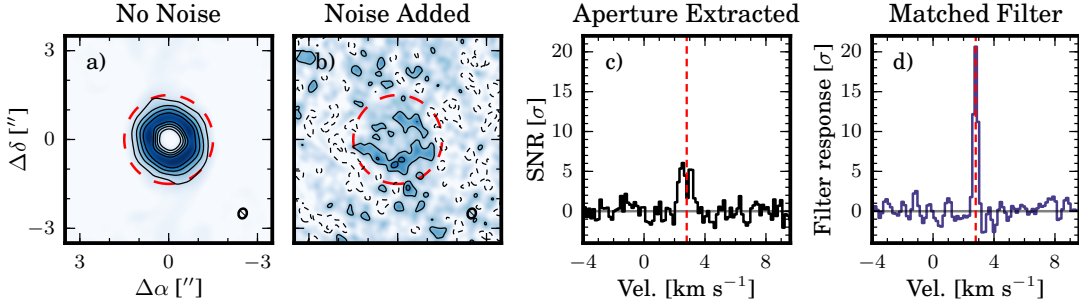 No Noise
Noise Added
Aperture Extracted
Matched Filter
a)
b)
c)
d)
Δδ [″]
3
0
−3
3
0
−3
Δα [″]
SNR [σ]
20
15
10
5
0
−4
0
4
8
Vel. [km s⁻¹]
Filter response [σ]
20
15
10
5
0
−4
0
4
8
Vel. [km s⁻¹]